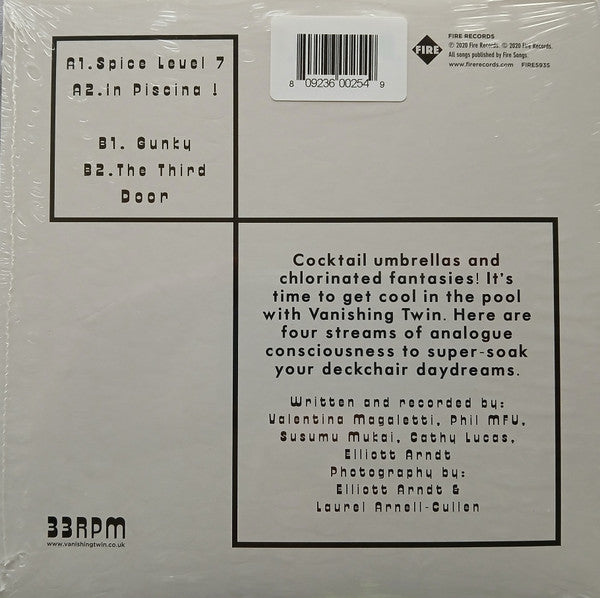 A1.Spice Level 7
A2.In Piscina !
B1. Gunky
B2.The Third
Door
8 09236 00254 9
FIRE
FIRE RECORDS
℗ 2020 Fire Records. © 2020 Fire Records.
All songs published by Fire Songs.
www.firerecords.com FIRES935
Cocktail umbrellas and
chlorinated fantasies! It's
time to get cool in the pool
with Vanishing Twin. Here are
four streams of analogue
consciousness to super-soak
your deckchair daydreams.
Written and recorded by:
Valentina Magaletti, Phil MFU,
Susumu Mukai, Cathy Lucas,
Elliott Arndt
Photography by:
Elliott Arndt &
Laurel Arnell-Cullen
33RPM
www.vanishingtwin.co.uk